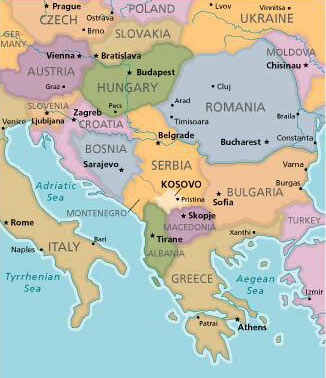 POLAND
Prague
CZECH
Ostrava
Brno
UKRAINE
SLOVAKIA
GER-
MANY
Vienna
Bratislava
MOLDOVA
Chisinau
AUSTRIA
Budapest
HUNGARY
Graz
Cluj
ROMANIA
SLOVENIA
Pecs
Arad
Ljubljana
Zagreb
Timisoara
Braila
Venice
CROATIA
Belgrade
Bucharest
Constanta
BOSNIA
Sarajevo
SERBIA
Varna
Adriatic
Sea
KOSOVO
BULGARIA
Burgas
Pristina
Sofia
MONTENEGRO
Skopje
Rome
MACEDONIA
TURKEY
Tirane
Xanthi
Naples
Bari
ITALY
ALBANIA
Tyrrhenian
Sea
GREECE
Aegean
Sea
Izmir
Patrai
Athens